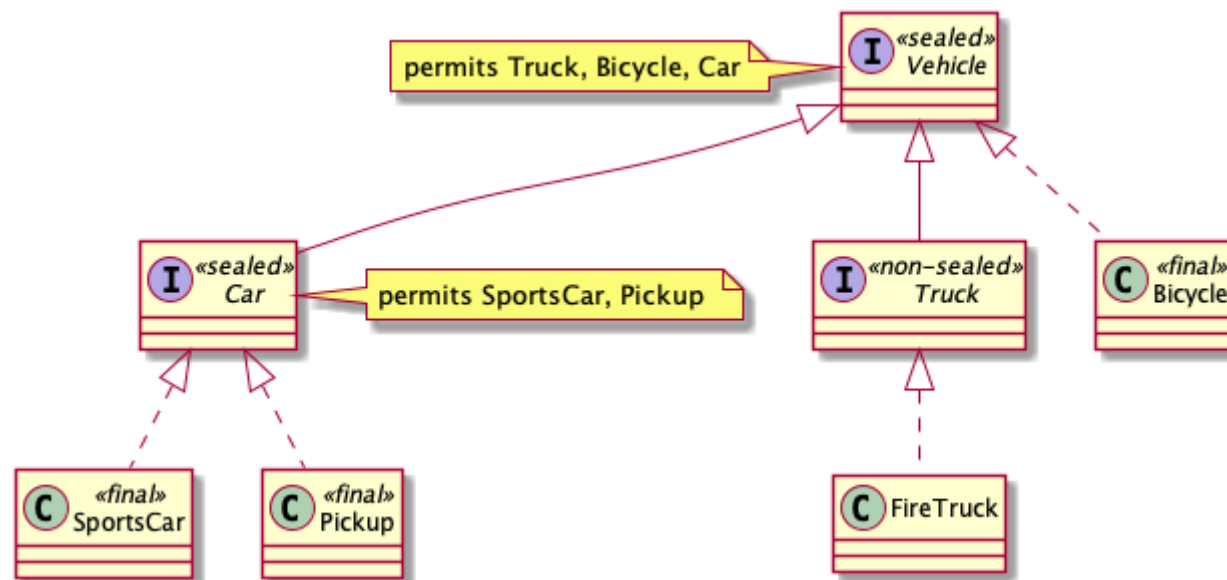 I «sealed»
Vehicle
permits Truck, Bicycle, Car
I «sealed»
Car
permits SportsCar, Pickup
I «non-sealed»
Truck
C «final»
Bicycle
C «final»
SportsCar
C «final»
Pickup
C FireTruck